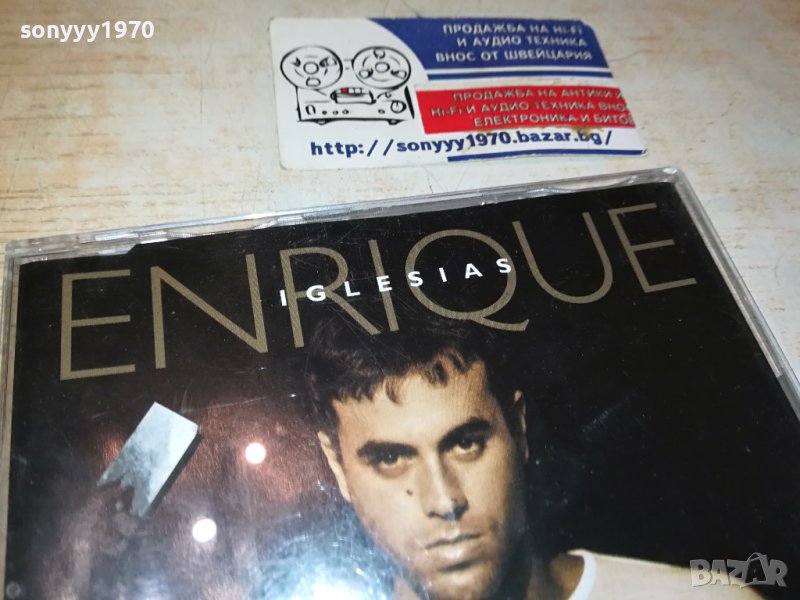 sonyyy1970
ПРОДАЖБА НА Hi-Fi
И АУДИО ТЕХНИКА
ВНОС ОТ ШВЕЙЦАРИЯ
ПРОДАЖБА НА АНТИКИ И
Hi-Fi И АУДИО ТЕХНИКА ВНОС
ЕЛЕКТРОНИКА И БИТОВ
http://sonyyy1970.bazar.bg/
ENRIQUE
IGLESIAS
BAZAR